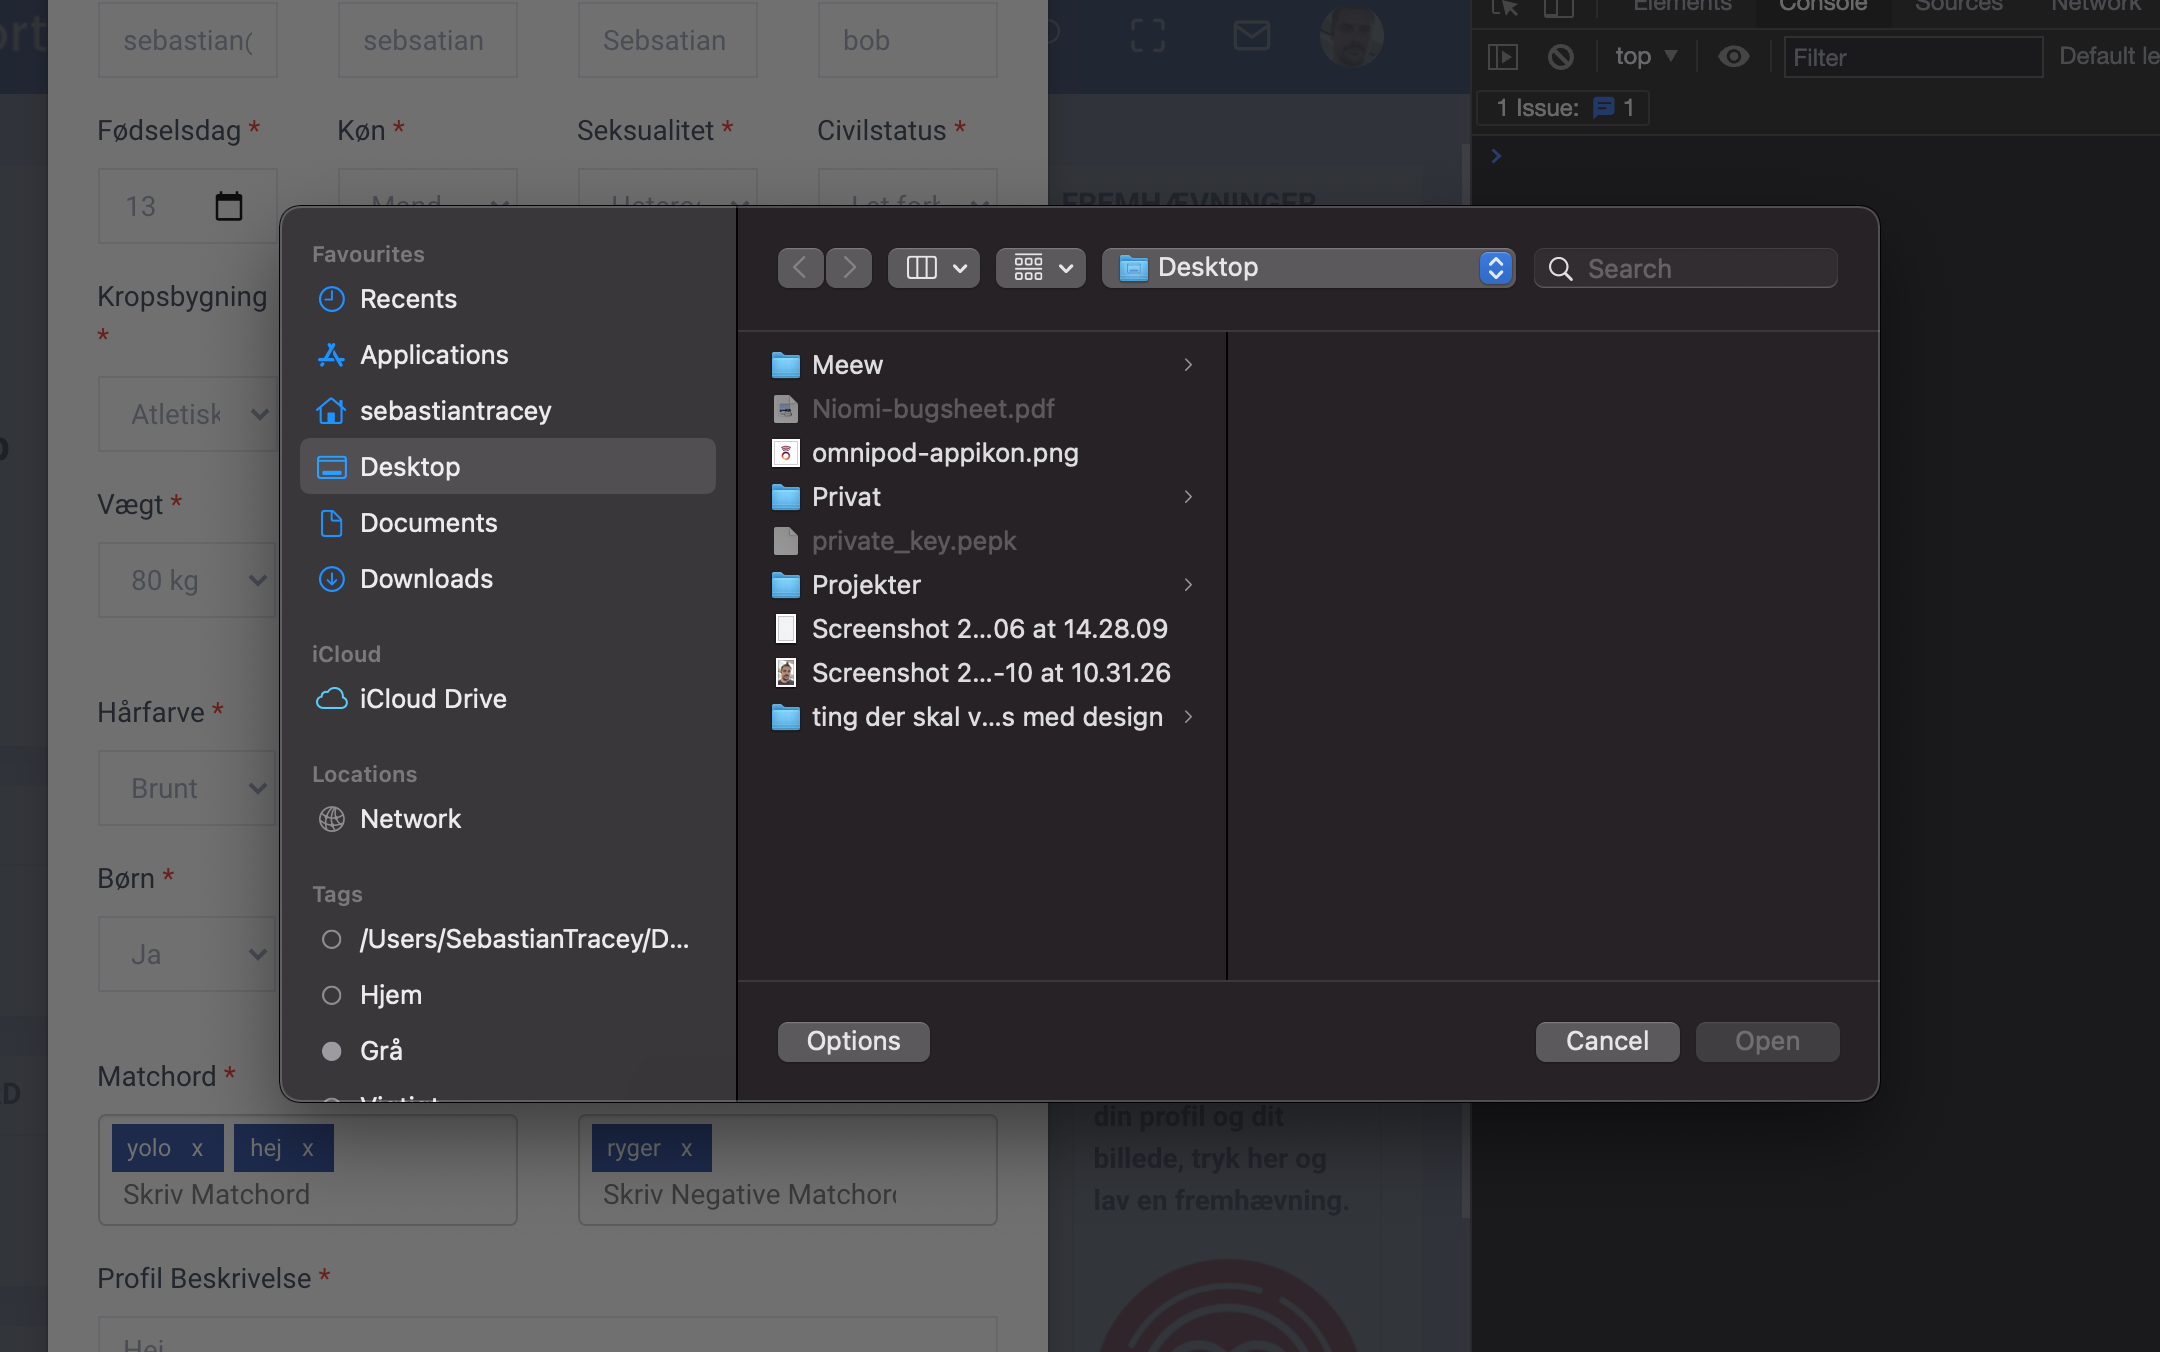 sebastian(
sebsatian
Sebsatian
bob
Elements
Console
Sources
Network
top
Filter
Default le
1 Issue: 1
Fødselsdag *
Køn *
Seksualitet *
Civilstatus *
13
Mand
FREMHÆVNINGER
Kropsbygning
*
Atletisk
Vægt *
80 kg
Hårfarve *
Brunt
Børn *
Ja
Favourites
Recents
Applications
sebastiantracey
Desktop
Documents
Downloads
iCloud
iCloud Drive
Locations
Network
Tags
/Users/SebastianTracey/D...
Hjem
Grå
Vigtigt
Desktop
Search
Meew
Niomi-bugsheet.pdf
omnipod-appikon.png
Privat
private_key.pepk
Projekter
Screenshot 2...06 at 14.28.09
Screenshot 2...-10 at 10.31.26
ting der skal v...s med design
Options
Cancel
Open
Matchord *
yolo x
hej x
Skriv Matchord
ryger x
Skriv Negative Matchor
din profil og dit
billede, tryk her og
lav en fremhævning.
Profil Beskrivelse *
Hej